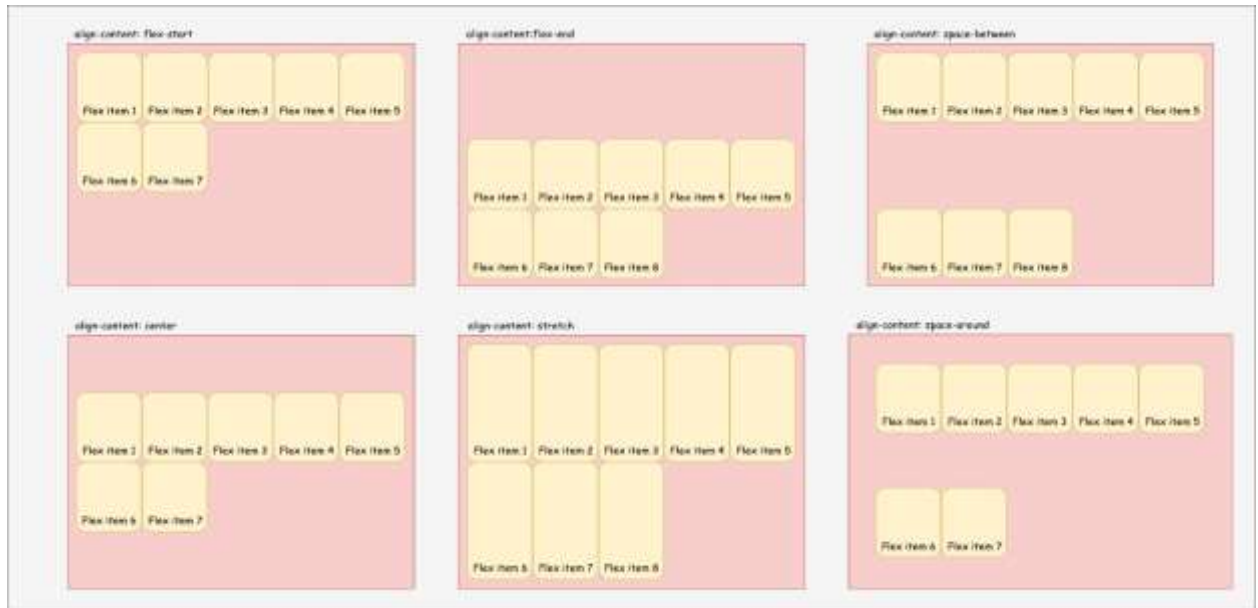 align-content: flex-start
Flex item 1 Flex item 2 Flex item 3 Flex item 4 Flex item 5
Flex item 6 Flex item 7
align-content:flex-end
Flex item 1 Flex item 2 Flex item 3 Flex item 4 Flex item 5
Flex item 6 Flex item 7 Flex item 8
align-content: space-between
Flex item 1 Flex item 2 Flex item 3 Flex item 4 Flex item 5
Flex item 6 Flex item 7 Flex item 8
align-content: center
Flex item 1 Flex item 2 Flex item 3 Flex item 4 Flex item 5
Flex item 6 Flex item 7
align-content: stretch
Flex item 1 Flex item 2 Flex item 3 Flex item 4 Flex item 5
Flex item 6 Flex item 7 Flex item 8
align-content: space-around
Flex item 1 Flex item 2 Flex item 3 Flex item 4 Flex item 5
Flex item 6 Flex item 7